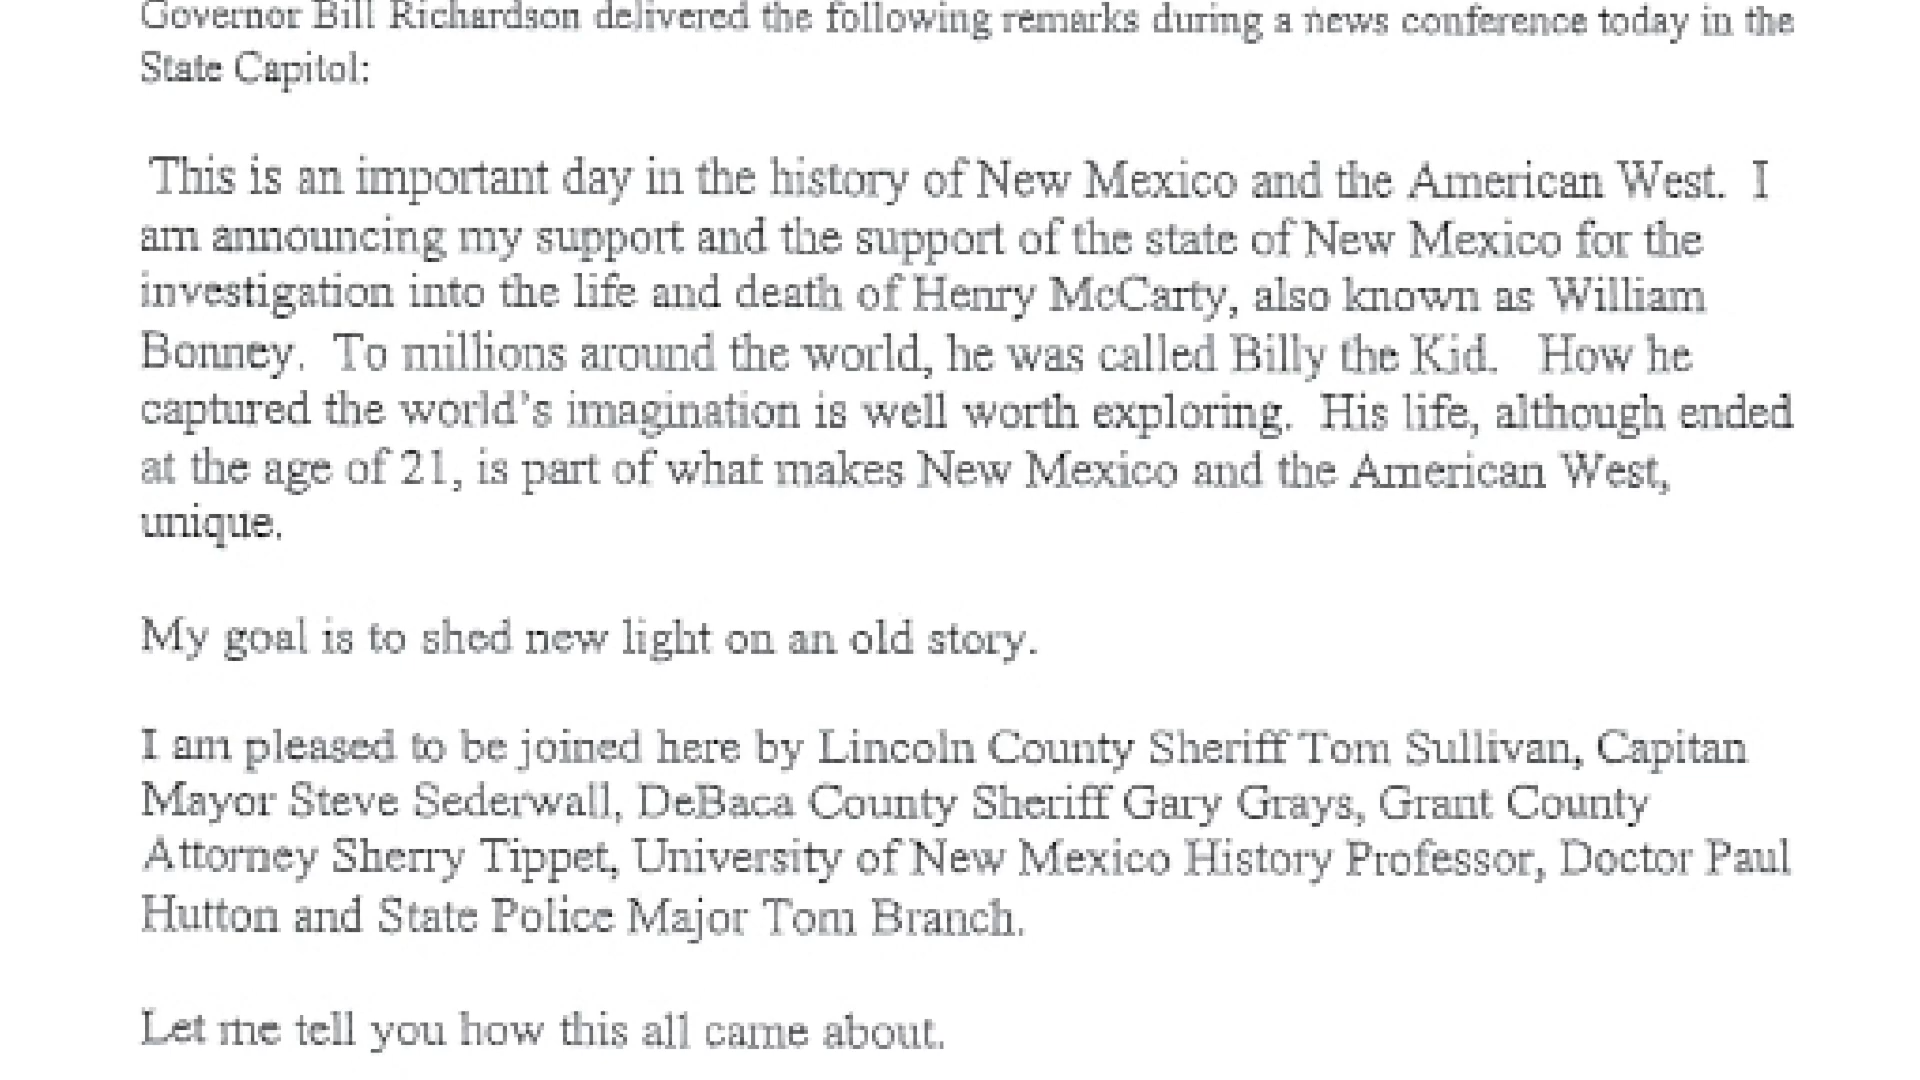 Governor Bill Richardson delivered the following remarks during a news conference today in the
State Capitol:
This is an important day in the history of New Mexico and the American West.  I
am announcing my support and the support of the state of New Mexico for the
investigation into the life and death of Henry McCarty, also known as William
Bonney.  To millions around the world, he was called Billy the Kid.   How he
captured the world’s imagination is well worth exploring.  His life, although ended
at the age of 21, is part of what makes New Mexico and the American West,
unique.
My goal is to shed new light on an old story.
I am pleased to be joined here by Lincoln County Sheriff Tom Sullivan, Capitan
Mayor Steve Sederwall, DeBaca County Sheriff Gary Grays, Grant County
Attorney Sherry Tippet, University of New Mexico History Professor, Doctor Paul
Hutton and State Police Major Tom Branch.
Let me tell you how this all came about.